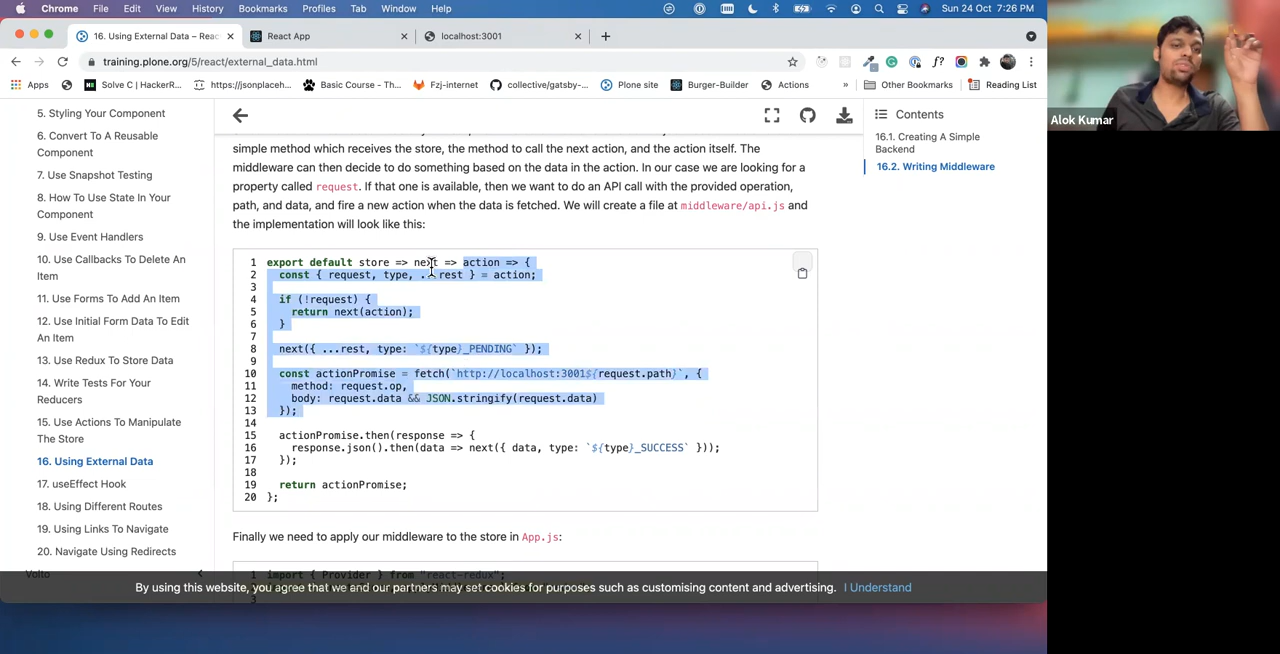 Chrome File Edit View History Bookmarks Profiles Tab Window Help Sun 24 Oct 7:26 PM
16. Using External Data – Reac React App localhost:3001
training.plone.org/5/react/external_data.html
Apps Solve C | HackerR... https://jsonplaceh... Basic Course - Th... Fzj-internet collective/gatsby-... Plone site Burger-Builder Actions » Other Bookmarks Reading List
Alok Kumar
5. Styling Your Component
6. Convert To A Reusable
Component
7. Use Snapshot Testing
8. How To Use State In Your
Component
9. Use Event Handlers
10. Use Callbacks To Delete An
Item
11. Use Forms To Add An Item
12. Use Initial Form Data To Edit
An Item
13. Use Redux To Store Data
14. Write Tests For Your
Reducers
15. Use Actions To Manipulate
The Store
16. Using External Data
17. useEffect Hook
18. Using Different Routes
19. Using Links To Navigate
20. Navigate Using Redirects
Volto
simple method which receives the store, the method to call the next action, and the action itself. The
middleware can then decide to do something based on the data in the action. In our case we are looking for a
property called request. If that one is available, then we want to do an API call with the provided operation,
path, and data, and fire a new action when the data is fetched. We will create a file at middleware/api.js and
the implementation will look like this:
1 export default store => next => action => {
2 const { request, type, ...rest } = action;
3
4 if (!request) {
5 return next(action);
6 }
7
8 next({ ...rest, type: `${type}_PENDING` });
9
10 const actionPromise = fetch(`http://localhost:3001${request.path}`, {
11 method: request.op,
12 body: request.data && JSON.stringify(request.data)
13 });
14
15 actionPromise.then(response => {
16 response.json().then(data => next({ data, type: `${type}_SUCCESS` }));
17 });
18
19 return actionPromise;
20 };
Finally we need to apply our middleware to the store in App.js:
1 import { Provider } from "react-redux";
3
Contents
16.1. Creating A Simple
Backend
16.2. Writing Middleware
By using this website, you agree that we and our partners may set cookies for purposes such as customising content and advertising. I Understand